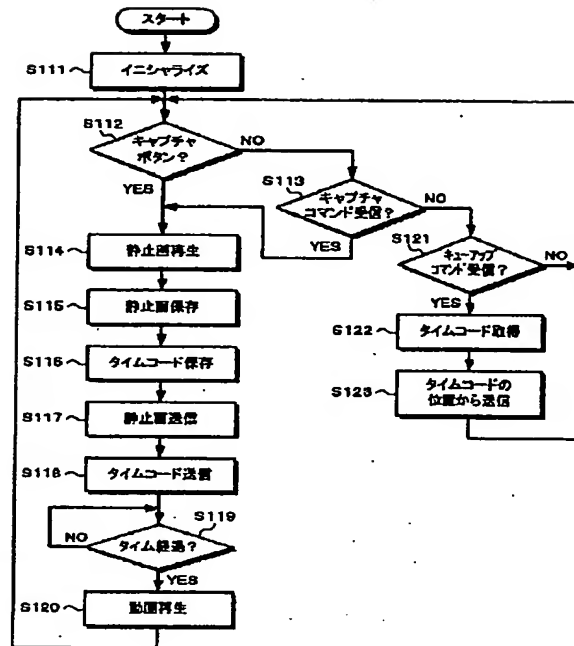 スタート
S111
イニシャライズ
S112
キャプチャ
ボタン?
NO
YES
S113
キャプチャ
コマンド受信?
NO
YES
S121
キューアップ
コマンド受信?
NO
YES
S114
静止画再生
S122
タイムコード取得
S115
静止画保存
S116
タイムコード保存
S123
タイムコードの
位置から送信
S117
静止画送信
S118
タイムコード送信
S119
タイム経過?
NO
YES
S120
動画再生